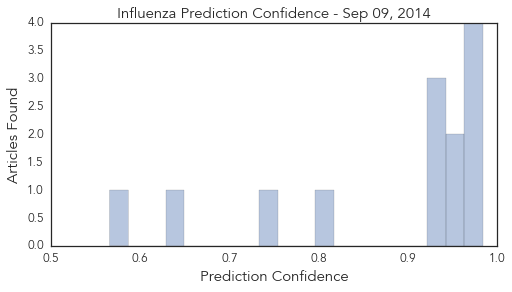 Influenza Prediction Confidence - Sep 09, 2014
4.0
3.5
3.0
2.5
2.0
1.5
1.0
0.5
0.0
Articles Found
0.5 0.6 0.7 0.8 0.9 1.0
Prediction Confidence